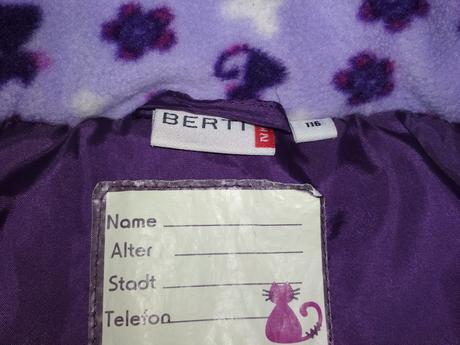 BERTI
116
Name
Alter
Stadt
Telefon